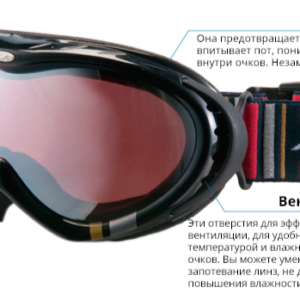 Она предотвращает
впитывает пот, пони
внутри очков. Незам
Вен
Эти отверстия для эфф
вентиляции, для удобн
температурой и влажн
очков. Вы можете умен
запотевание линз, не д
повышения влажности